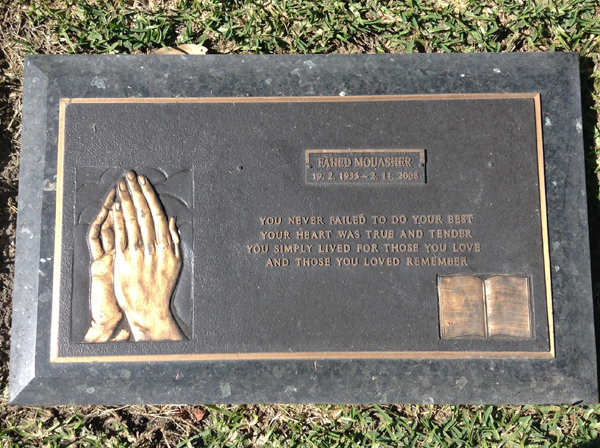 FAHED MOUASHER
19. 2. 1935 ~ 2. 11. 2008
YOU NEVER FAILED TO DO YOUR BEST
YOUR HEART WAS TRUE AND TENDER
YOU SIMPLY LIVED FOR THOSE YOU LOVE
AND THOSE YOU LOVED REMEMBER